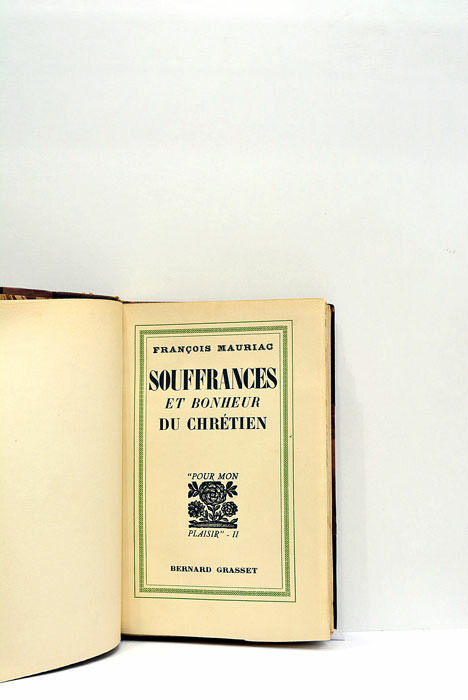 FRANÇOIS MAURIAC
SOUFFRANCES
ET BONHEUR
DU CHRÉTIEN
"POUR MON
PLAISIR" - II
BERNARD GRASSET